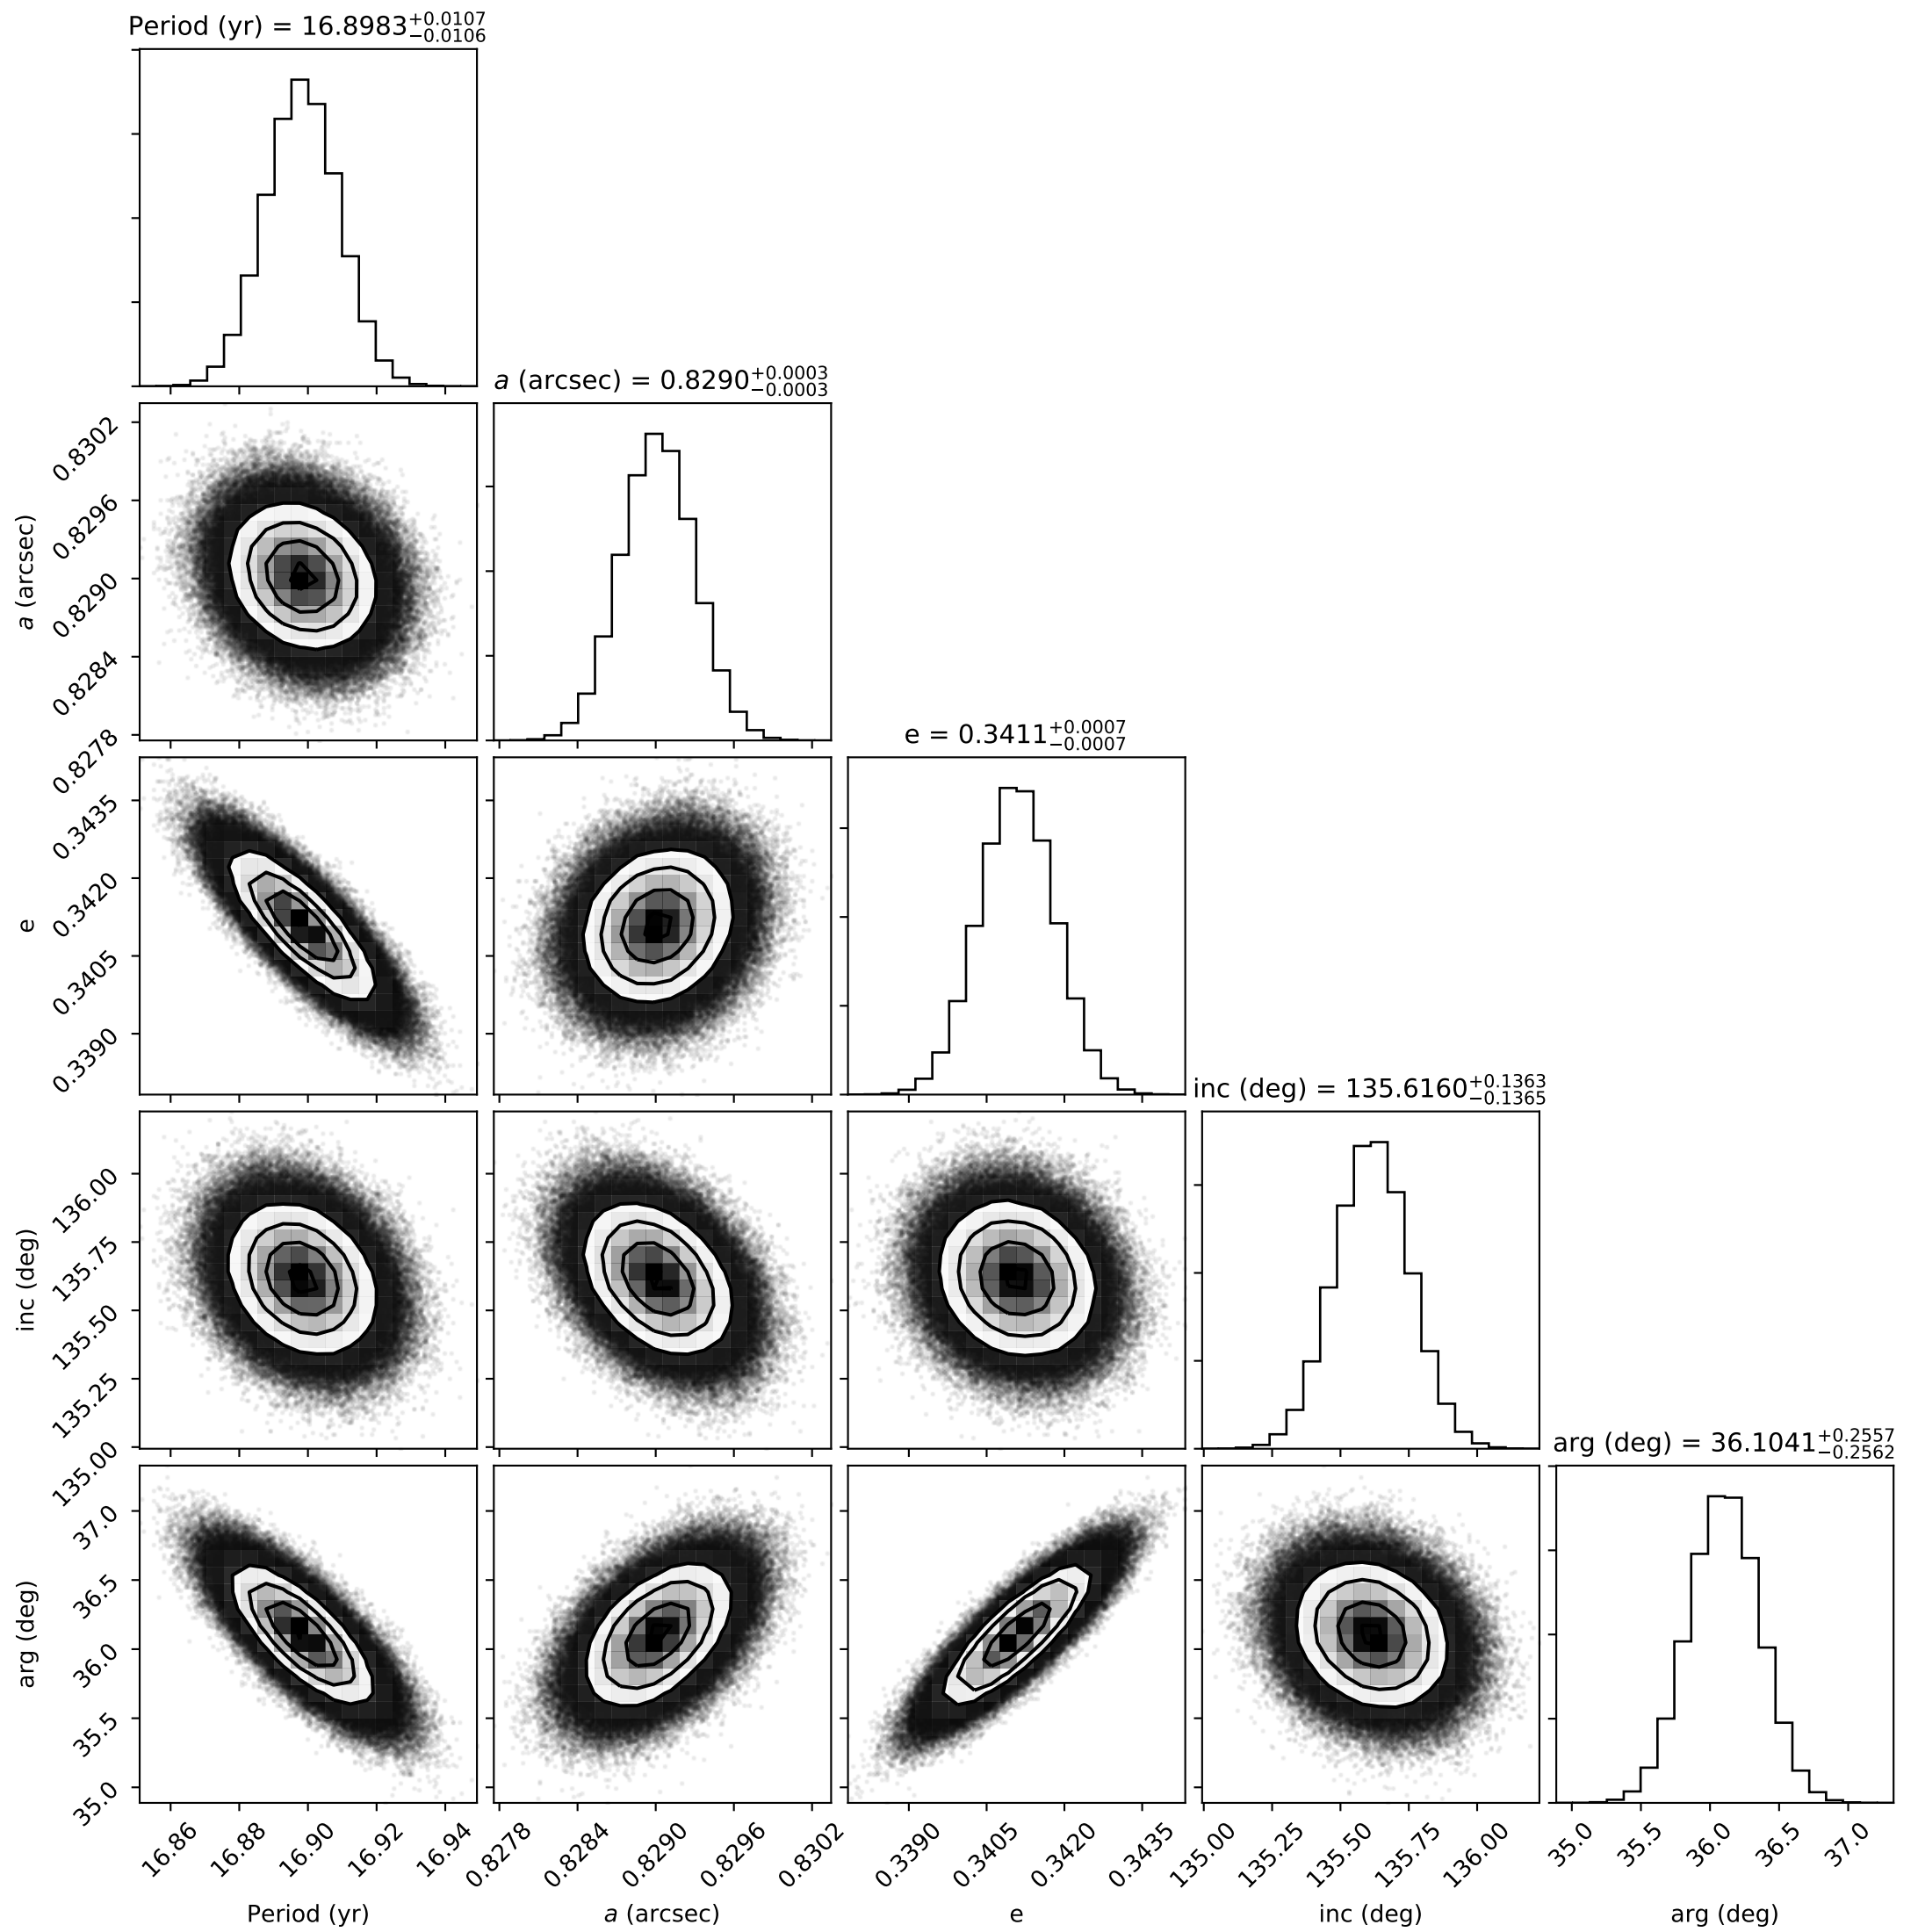 Period (yr) = 16.8983 +0.0107 −0.0106
a (arcsec) = 0.8290 +0.0003 −0.0003
0.8302
0.8296
0.8290
0.8284
0.8278
a (arcsec)
e = 0.3411 +0.0007 −0.0007
0.3435
0.3420
0.3405
0.3390
e
inc (deg) = 135.6160 +0.1363 −0.1365
136.00
135.75
135.50
135.25
135.00
inc (deg)
arg (deg) = 36.1041 +0.2557 −0.2562
37.0
36.5
36.0
35.5
35.0
arg (deg)
16.86 16.88 16.90 16.92 16.94 0.8278 0.8284 0.8290 0.8296 0.8302 0.3390 0.3405 0.3420 0.3435 135.00 135.25 135.50 135.75 136.00 35.0 35.5 36.0 36.5 37.0
Period (yr) a (arcsec) e inc (deg) arg (deg)